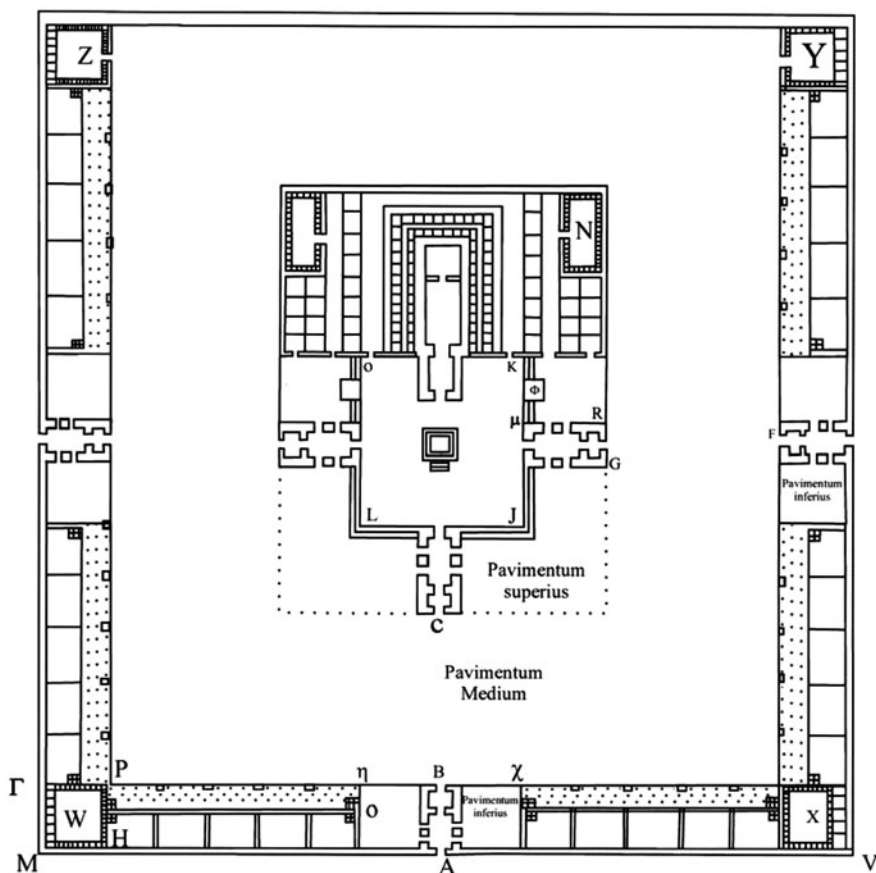 Z
Y
N
o
K
Φ
μ
R
F
G
Pavimentum
inferius
L
J
Pavimentum
superius
C
Pavimentum
Medium
Γ
P
η
B
χ
W
H
O
Pavimentum
inferius
X
M
A
V